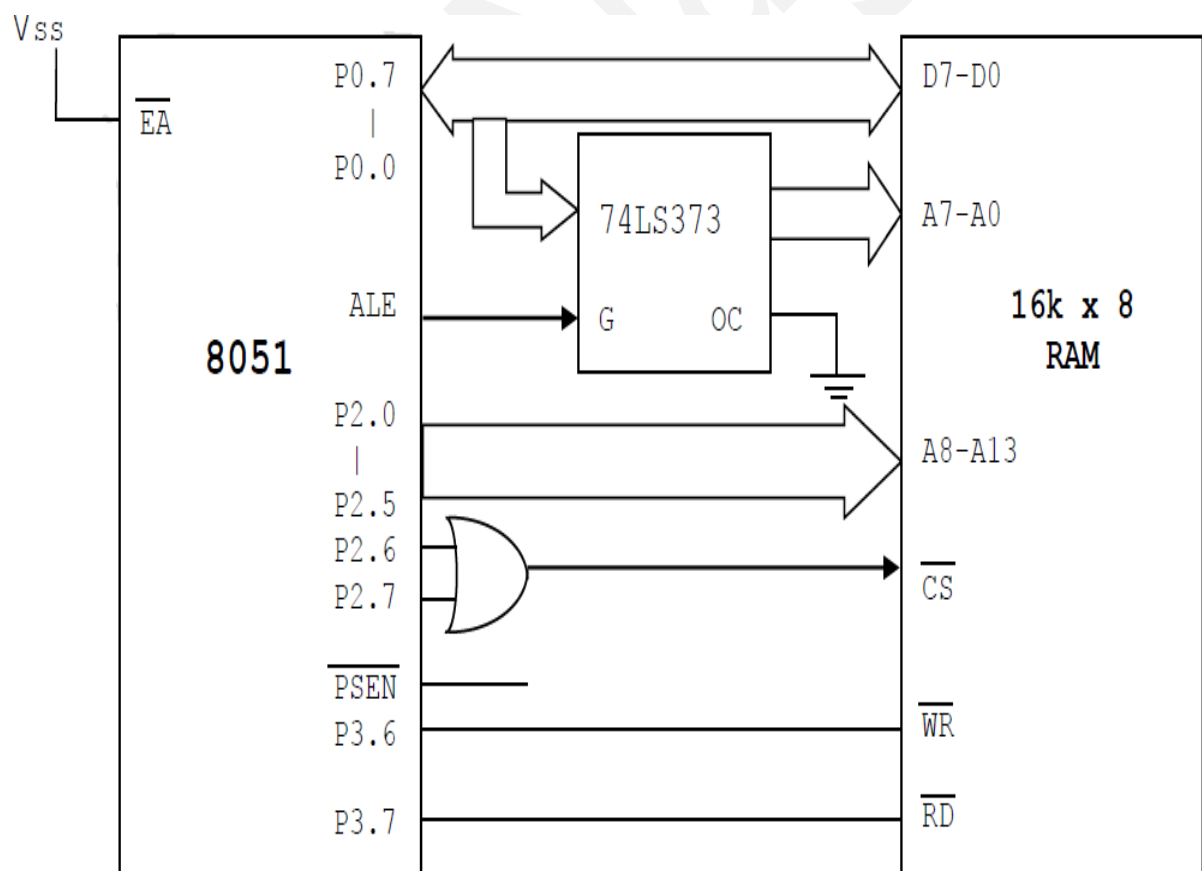 Vss
EA
P0.7
|
P0.0
ALE
8051
P2.0
|
P2.5
P2.6
P2.7
PSEN
P3.6
P3.7
74LS373
G OC
D7-D0
A7-A0
16k x 8
RAM
A8-A13
CS
WR
RD